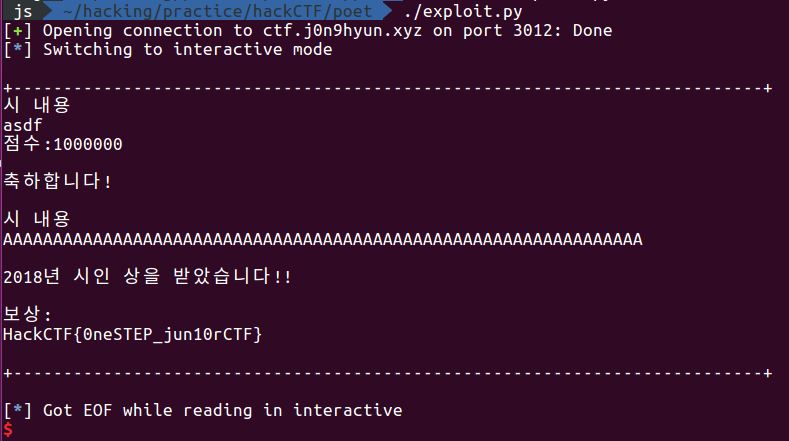 js ~/hacking/practice/hackCTF/poet ./exploit.py
[+] Opening connection to ctf.j0n9hyun.xyz on port 3012: Done
[*] Switching to interactive mode
+---------------------------------------------------------------------------+
시 내용
asdf
점수:1000000
축하합니다!
시 내용
AAAAAAAAAAAAAAAAAAAAAAAAAAAAAAAAAAAAAAAAAAAAAAAAAAAAAAAAAAAAAAAA
2018년 시인 상을 받았습니다!!
보상:
HackCTF{0neSTEP_jun10rCTF}
+---------------------------------------------------------------------------+
[*] Got EOF while reading in interactive
$